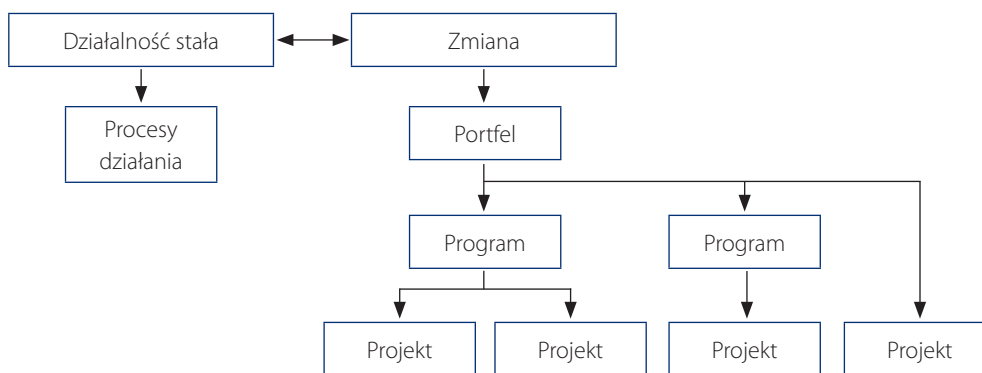 Działalność stała
Zmiana
Procesy
działania
Portfel
Program
Program
Projekt
Projekt
Projekt
Projekt